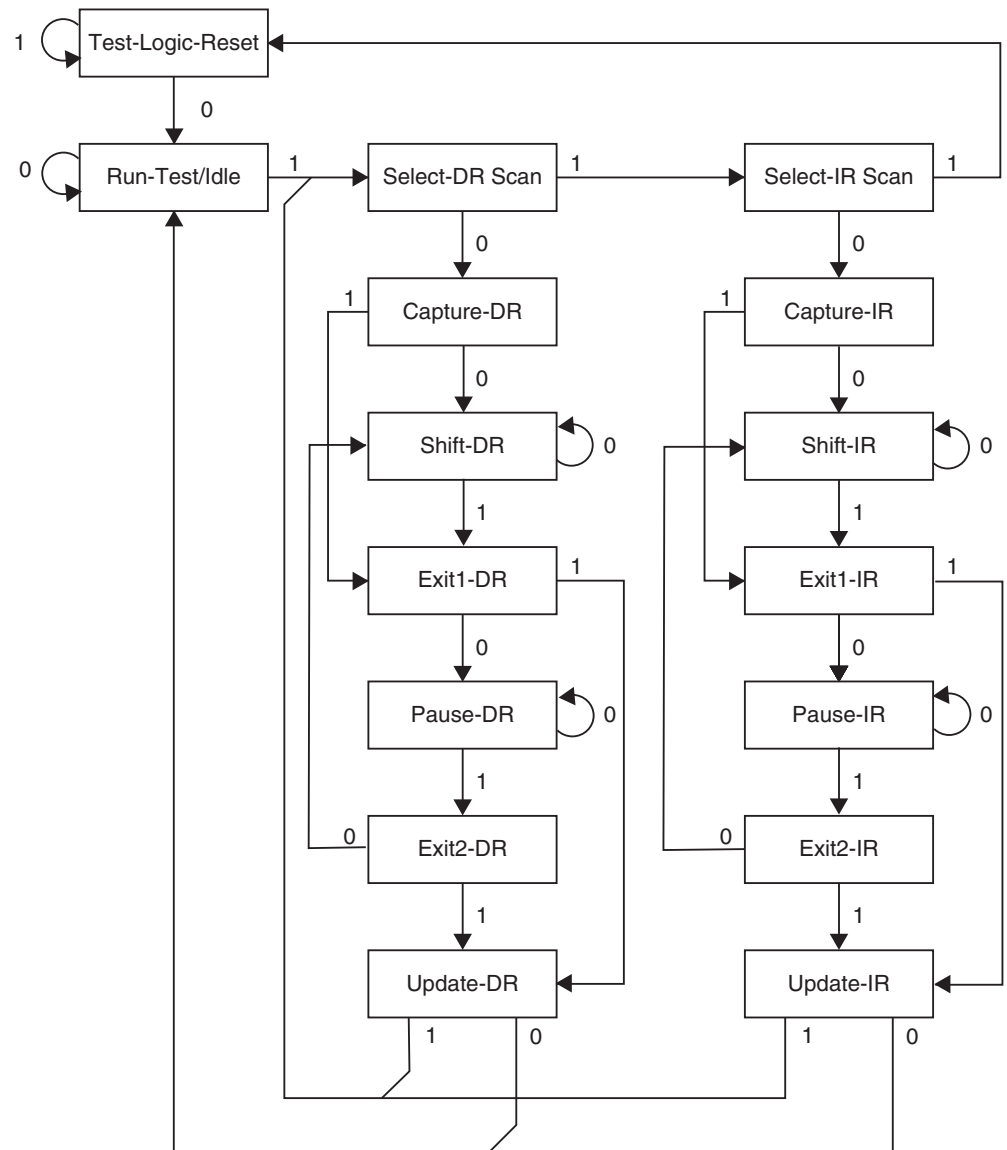 1 Test-Logic-Reset
0
0 Run-Test/Idle 1 Select-DR Scan 1 Select-IR Scan 1
0 0
1 Capture-DR 1 Capture-IR
0 0
Shift-DR 0 Shift-IR 0
1 1
Exit1-DR 1 Exit1-IR 1
0 0
Pause-DR 0 Pause-IR 0
1 1
0 Exit2-DR 0 Exit2-IR
1 1
Update-DR Update-IR
1 0 1 0